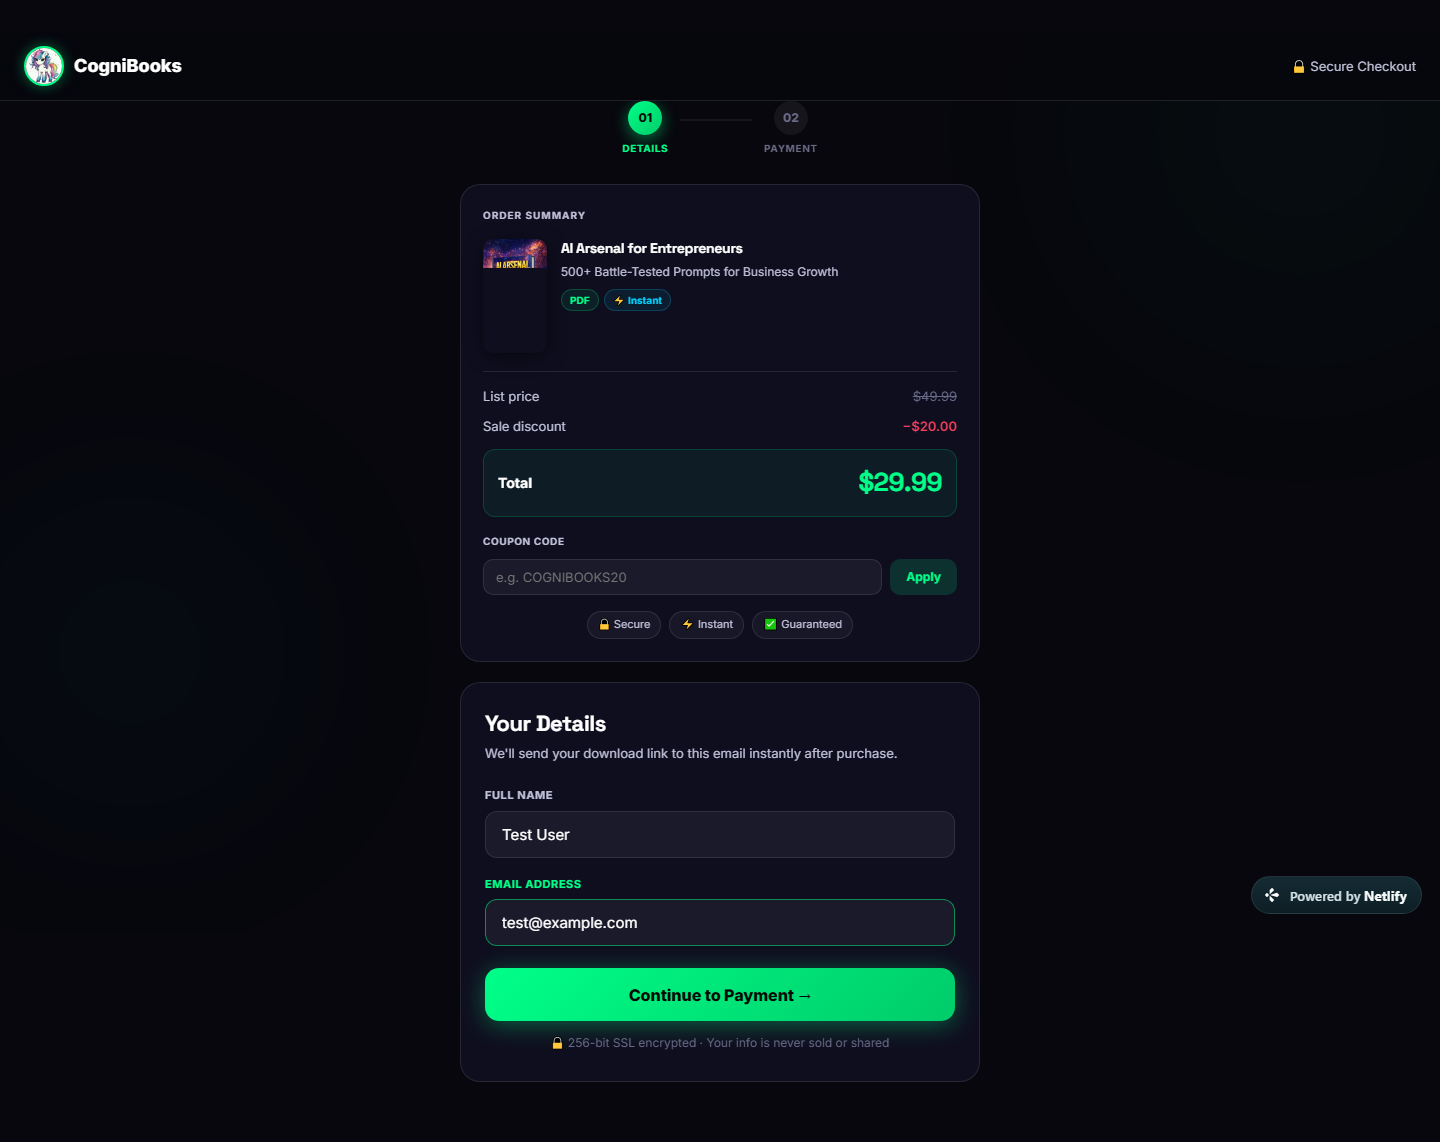 CogniBooks
🔒 Secure Checkout
01
02
DETAILS
PAYMENT
ORDER SUMMARY
AI ARSENAL
AI Arsenal for Entrepreneurs
500+ Battle-Tested Prompts for Business Growth
PDF
⚡ Instant
List price
$49.99
Sale discount
−$20.00
Total
$29.99
COUPON CODE
e.g. COGNIBOOKS20
Apply
🔒 Secure
⚡ Instant
✅ Guaranteed
Your Details
We'll send your download link to this email instantly after purchase.
FULL NAME
Test User
EMAIL ADDRESS
test@example.com
Powered by Netlify
Continue to Payment →
🔒 256-bit SSL encrypted · Your info is never sold or shared